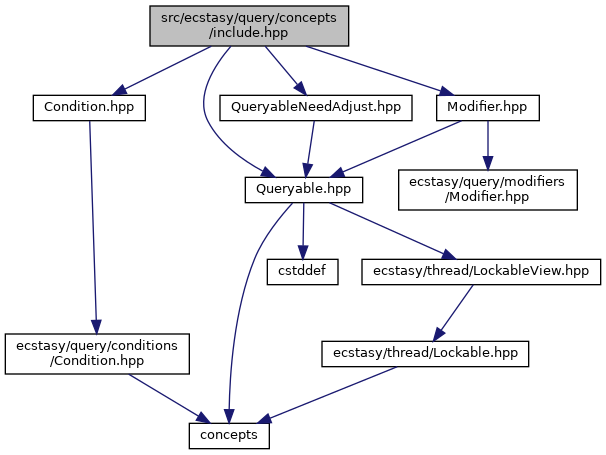 src/ecstasy/query/concepts
/include.hpp
Condition.hpp
QueryableNeedAdjust.hpp
Modifier.hpp
Queryable.hpp
ecstasy/query/modifiers
/Modifier.hpp
cstddef
ecstasy/thread/LockableView.hpp
ecstasy/query/conditions
/Condition.hpp
ecstasy/thread/Lockable.hpp
concepts